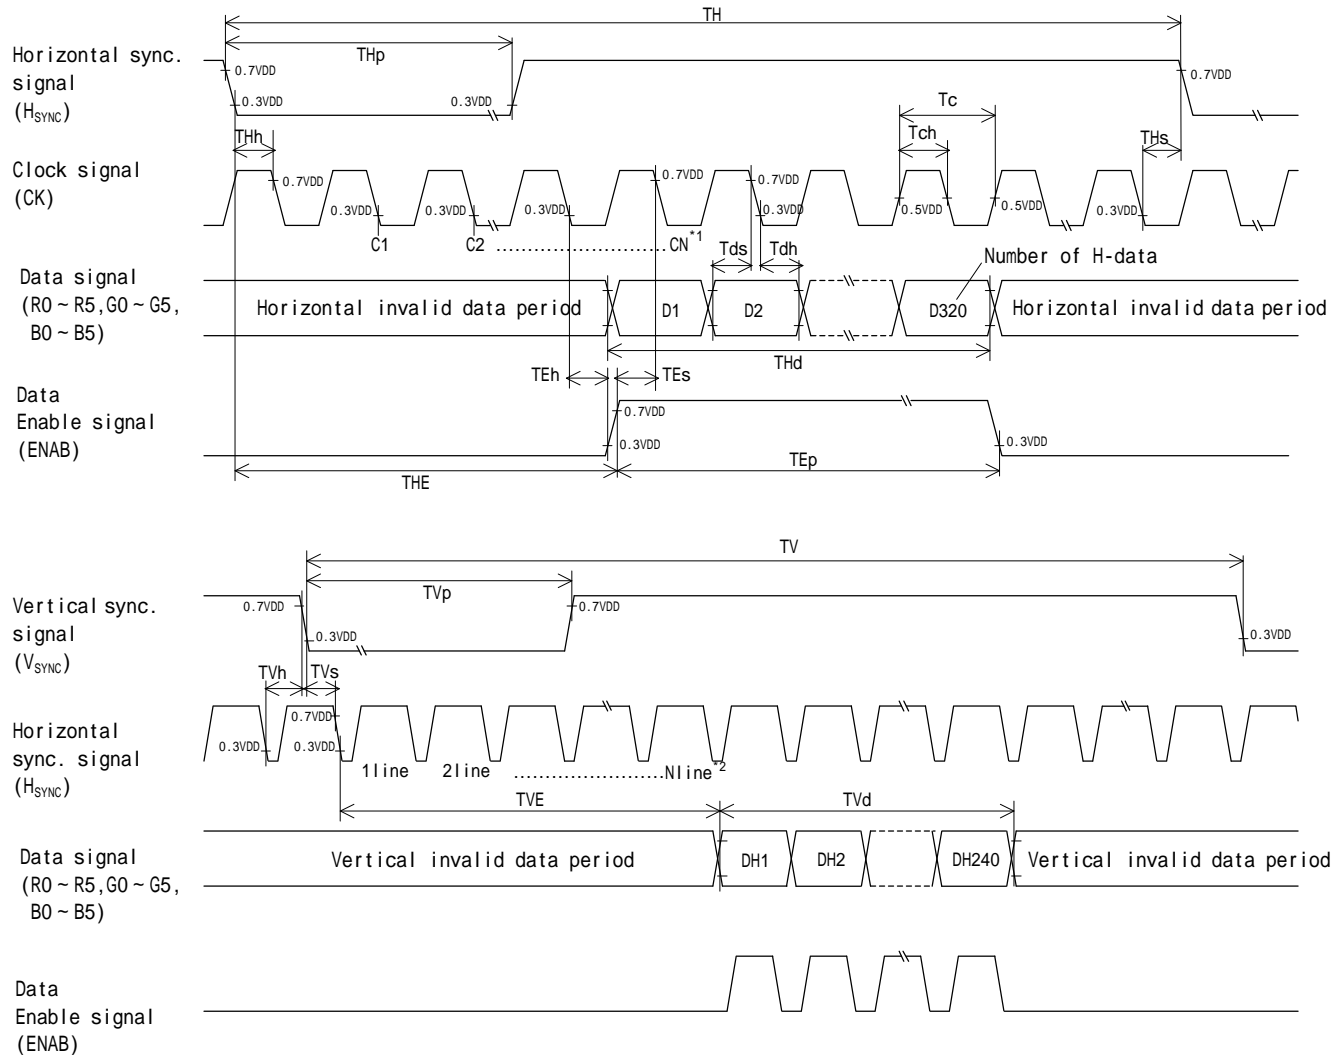 TH
THp
Horizontal sync.
signal
(HSYNC)
0.7VDD
0.3VDD
0.3VDD
0.7VDD
Tc
Tch
THh
THs
Clock signal
(CK)
0.7VDD
0.3VDD
0.3VDD
0.3VDD
0.7VDD
0.7VDD
0.3VDD
0.5VDD
0.5VDD
0.3VDD
C1
C2
......................CN*1
Tds
Tdh
Number of H-data
Data signal
(R0~R5,G0~G5,
B0~B5)
Horizontal invalid data period
D1
D2
D320
Horizontal invalid data period
THd
TEh
TEs
Data
Enable signal
(ENAB)
0.7VDD
0.3VDD
0.3VDD
THE
TEp
TV
TVp
Vertical sync.
signal
(VSYNC)
0.7VDD
0.3VDD
0.7VDD
0.3VDD
TVh
TVs
Horizontal
sync. signal
(HSYNC)
0.7VDD
0.3VDD
0.3VDD
1line
2line
......................Nline*2
TVE
TVd
Data signal
(R0~R5,G0~G5,
B0~B5)
Vertical invalid data period
DH1
DH2
DH240
Vertical invalid data period
Data
Enable signal
(ENAB)